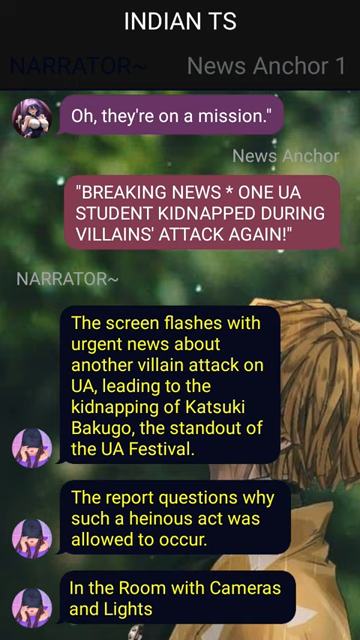 INDIAN TS
NARRATOR~ News Anchor 1
Oh, they're on a mission."
News Anchor
"BREAKING NEWS * ONE UA
STUDENT KIDNAPPED DURING
VILLAINS' ATTACK AGAIN!"
NARRATOR~
The screen flashes with
urgent news about
another villain attack on
UA, leading to the
kidnapping of Katsuki
Bakugo, the standout of
the UA Festival.
The report questions why
such a heinous act was
allowed to occur.
In the Room with Cameras
and Lights